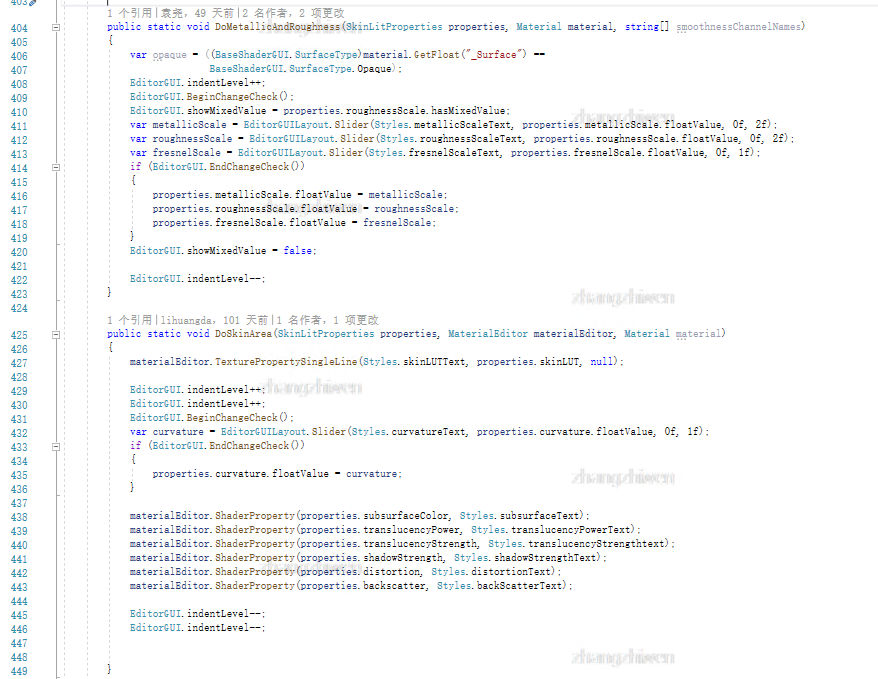 403
1 个引用|袁尧，49 天前|2 名作者，2 项更改
404 public static void DoMetallicAndRoughness(SkinLitProperties properties, Material material, string[] smoothnessChannelNames)
405 {
406 var opaque = ((BaseShaderGUI.SurfaceType)material.GetFloat("_Surface") ==
407 BaseShaderGUI.SurfaceType.Opaque);
408 EditorGUI.indentLevel++;
409 EditorGUI.BeginChangeCheck();
410 EditorGUI.showMixedValue = properties.roughnessScale.hasMixedValue;
411 var metallicScale = EditorGUILayout.Slider(Styles.metallicScaleText, properties.metallicScale.floatValue, 0f, 2f);
412 var roughnessScale = EditorGUILayout.Slider(Styles.roughnessScaleText, properties.roughnessScale.floatValue, 0f, 2f);
413 var fresnelScale = EditorGUILayout.Slider(Styles.fresnelScaleText, properties.fresnelScale.floatValue, 0f, 1f);
414 if (EditorGUI.EndChangeCheck())
415 {
416 properties.metallicScale.floatValue = metallicScale;
417 properties.roughnessScale.floatValue = roughnessScale;
418 properties.fresnelScale.floatValue = fresnelScale;
419 }
420 EditorGUI.showMixedValue = false;
421
422 EditorGUI.indentLevel--;
423 }
424
1 个引用|lihuangda，101 天前|1 名作者，1 项更改
425 public static void DoSkinArea(SkinLitProperties properties, MaterialEditor materialEditor, Material material)
426 {
427 materialEditor.TexturePropertySingleLine(Styles.skinLUTText, properties.skinLUT, null);
428
429 EditorGUI.indentLevel++;
430 EditorGUI.indentLevel++;
431 EditorGUI.BeginChangeCheck();
432 var curvature = EditorGUILayout.Slider(Styles.curvatureText, properties.curvature.floatValue, 0f, 1f);
433 if (EditorGUI.EndChangeCheck())
434 {
435 properties.curvature.floatValue = curvature;
436 }
437
438 materialEditor.ShaderProperty(properties.subsurfaceColor, Styles.subsurfaceText);
439 materialEditor.ShaderProperty(properties.translucencyPower, Styles.translucencyPowerText);
440 materialEditor.ShaderProperty(properties.translucencyStrength, Styles.translucencyStrengthtext);
441 materialEditor.ShaderProperty(properties.shadowStrength, Styles.shadowStrengthText);
442 materialEditor.ShaderProperty(properties.distortion, Styles.distortionText);
443 materialEditor.ShaderProperty(properties.backscatter, Styles.backScatterText);
444
445 EditorGUI.indentLevel--;
446 EditorGUI.indentLevel--;
447
448
449 }
zhangzhiwen
zhangzhiwen
zhangzhiwen
zhangzhiwen
zhangzhiwen